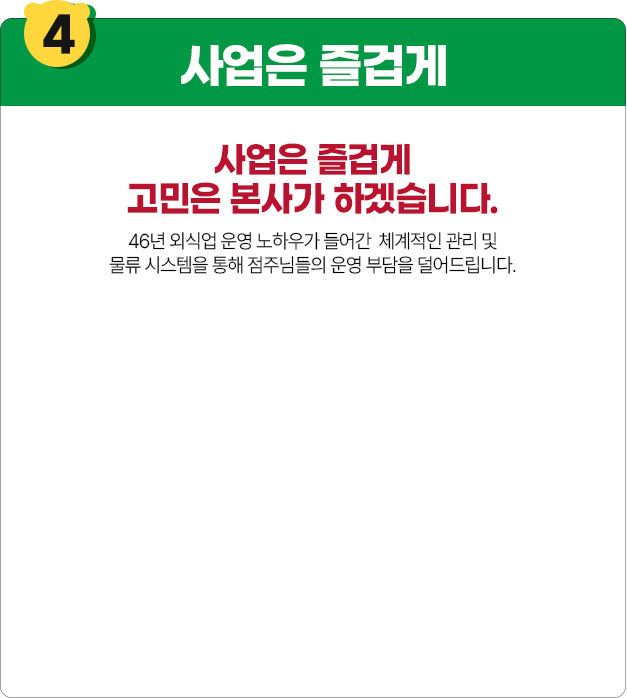 4
사업은 즐겁게
사업은 즐겁게
고민은 본사가 하겠습니다.
46년 외식업 운영 노하우가 들어간 체계적인 관리 및
물류 시스템을 통해 점주님들의 운영 부담을 덜어드립니다.